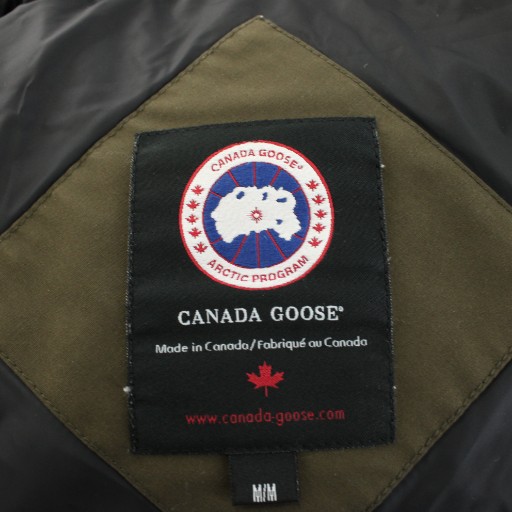 CANADA GOOSE®
ARCTIC PROGRAM
CANADA GOOSE®
Made in Canada/Fabriqué au Canada
www.canada-goose.com
M/M